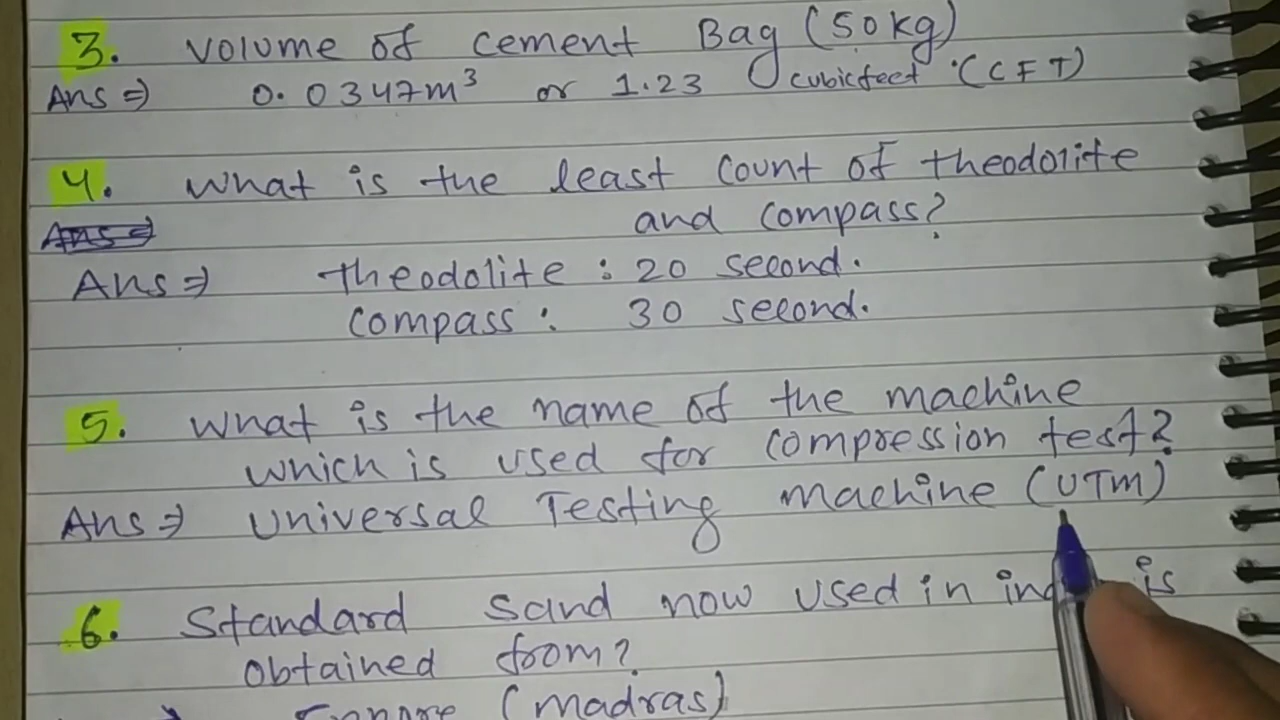 3. volume of cement Bag (50kg)
Ans ⇒ 0.0347m³ or 1.23 cubicfeet (CFT)
4. what is the least count of theodolite
and compass?
Ans ⇒
Ans ⇒ theodolite : 20 second.
compass : 30 second.
5. what is the name of the machine
which is used for compression test?
Ans ⇒ universal Testing machine (UTM)
6. Standard sand now used in is
obtained from?
(madras)